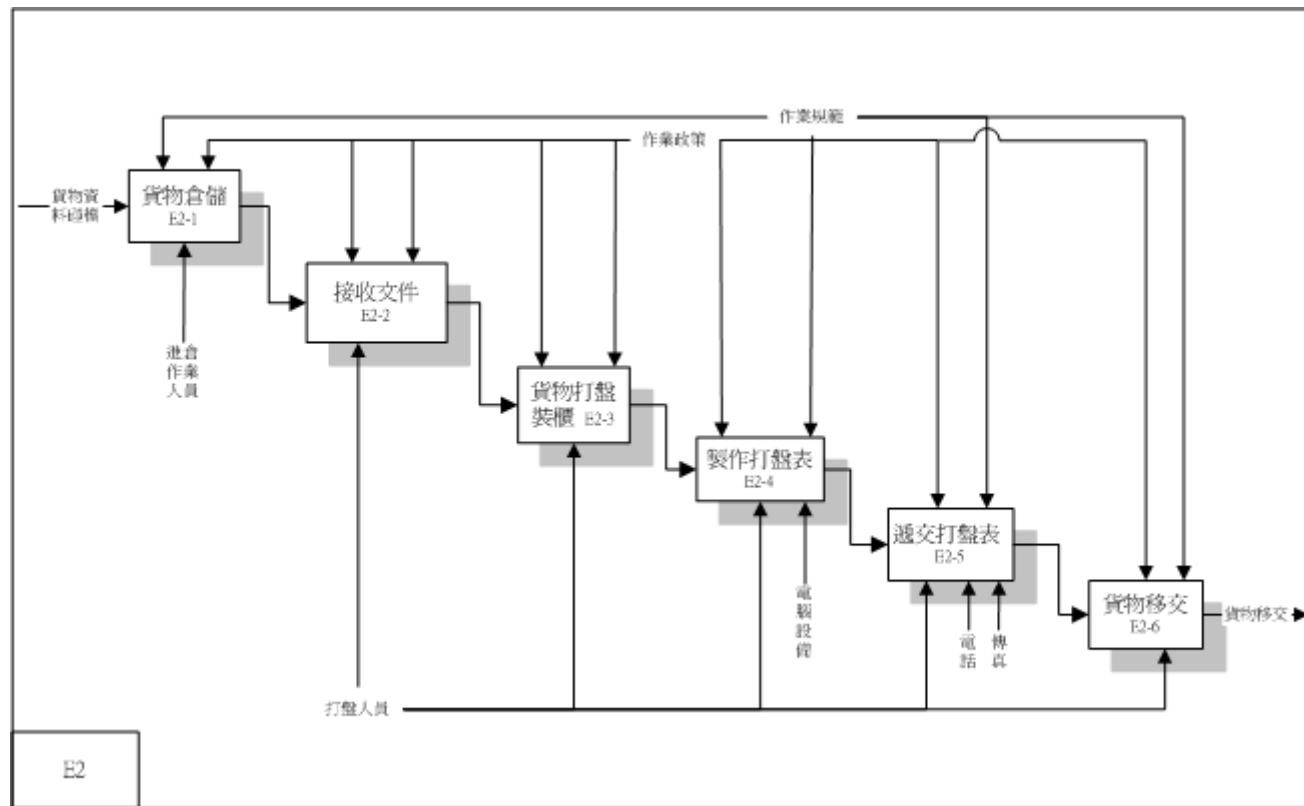 作業規範
作業政策
貨物資
料碰檔
貨物倉儲
E2-1
接收文件
E2-2
進倉
作業
人員
貨物打盤
裝櫃 E2-3
製作打盤表
E2-4
遞交打盤表
E2-5
電
腦
設
備
貨物移交
E2-6
貨物移交
電
話
傳
真
打盤人員
E2